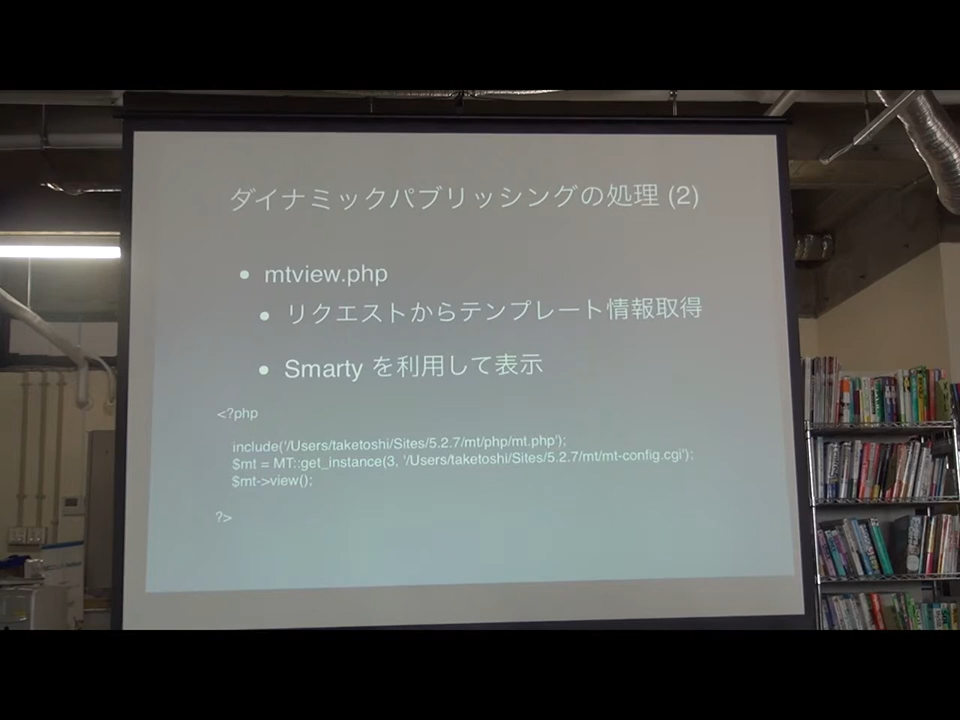 ダイナミックパブリッシングの処理 (2)
• mtview.php
• リクエストからテンプレート情報取得
• Smarty を利用して表示
<?php
include('/Users/taketoshi/Sites/5.2.7/mt/php/mt.php');
$mt = MT::get_instance(3, '/Users/taketoshi/Sites/5.2.7/mt/mt-config.cgi');
$mt->view();
?>